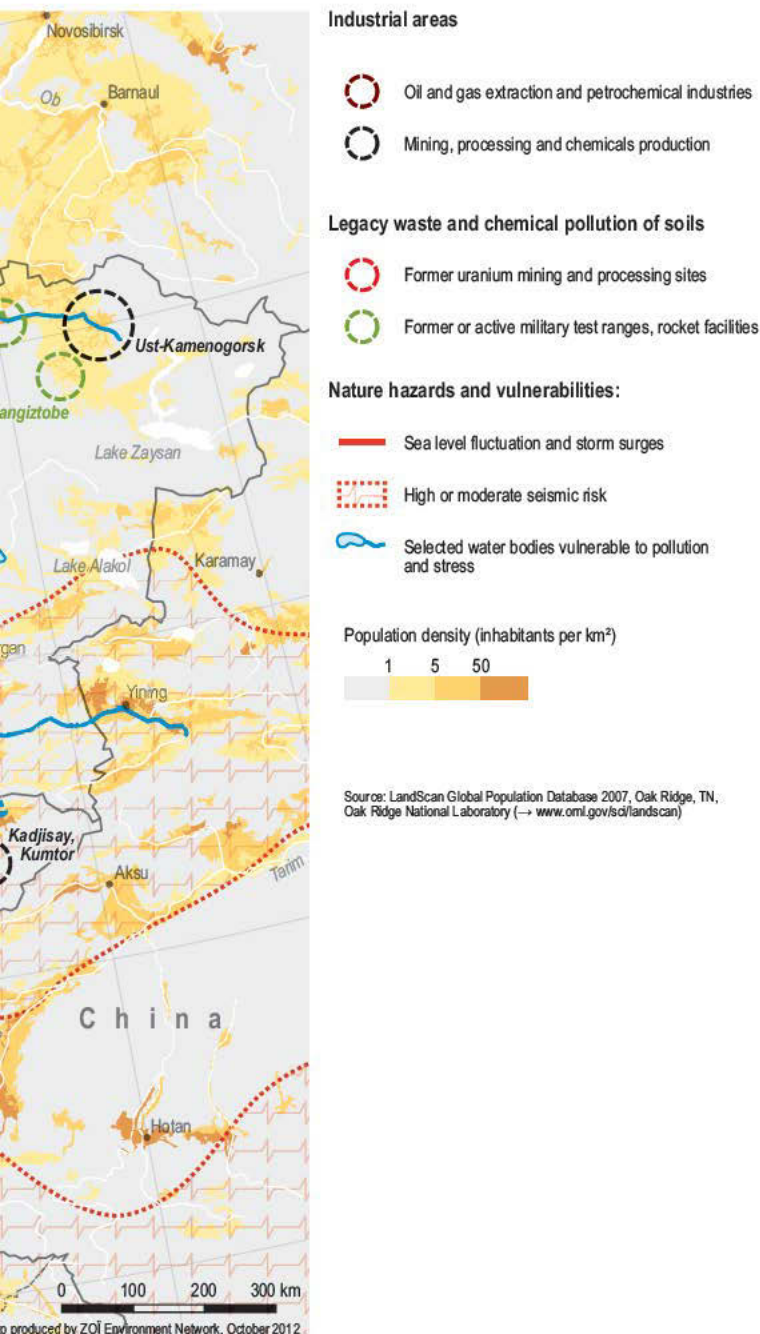 Novosibirsk
Ob
Barnaul
Ust-Kamenogorsk
angiztobe
Lake Zaysan
Lake Alakol
Karamay
gan
Yining
Kadjisay,
Kumtor
Aksu
Tarim
China
Hotan
0 100 200 300 km
p produced by ZOÏ Environment Network, October 2012
Industrial areas
Oil and gas extraction and petrochemical industries
Mining, processing and chemicals production
Legacy waste and chemical pollution of soils
Former uranium mining and processing sites
Former or active military test ranges, rocket facilities
Nature hazards and vulnerabilities:
Sea level fluctuation and storm surges
High or moderate seismic risk
Selected water bodies vulnerable to pollution
and stress
Population density (inhabitants per km²)
1 5 50
Source: LandScan Global Population Database 2007, Oak Ridge, TN,
Oak Ridge National Laboratory (→ www.ornl.gov/sci/landscan)